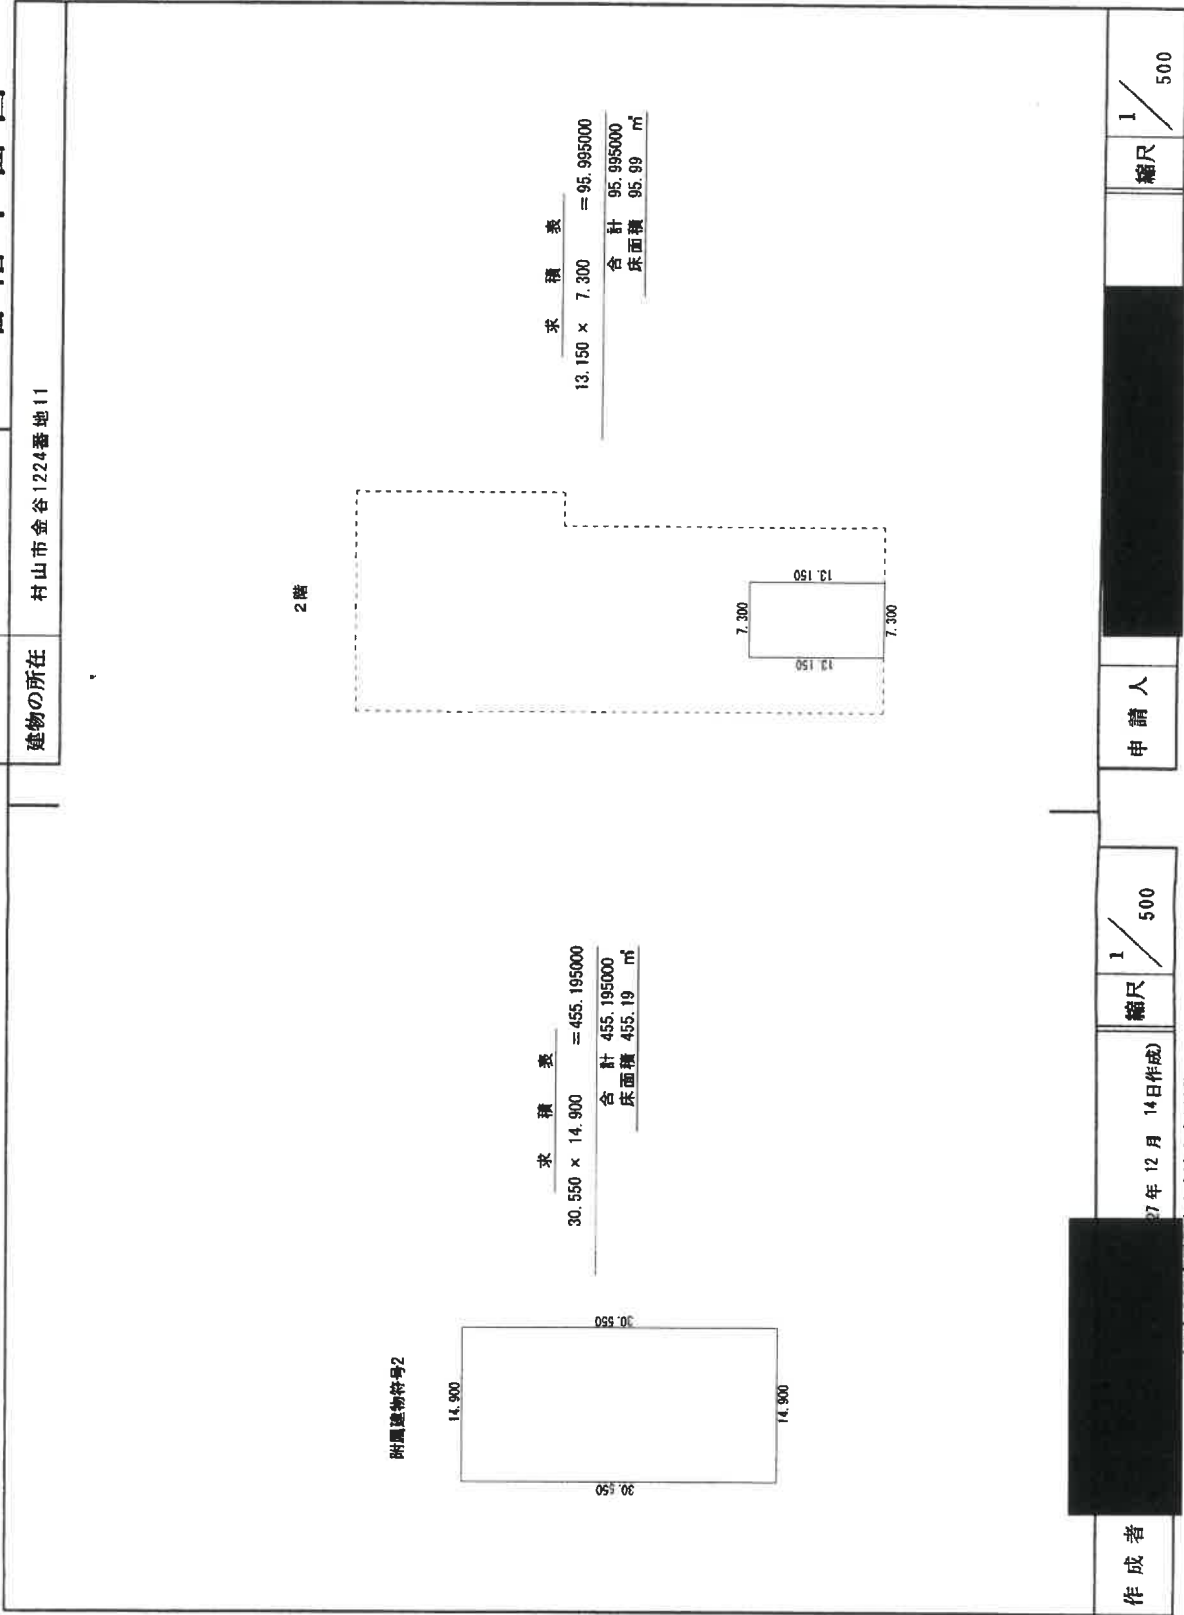 建物の所在
村山市金谷1224番地11
附属建物符号2
14.900
30.550
30.550
14.900
求積表
30.550 × 14.900 =455.195000
合計 455.195000
床面積 455.19 ㎡
2階
7.300
13.150
13.150
7.300
求積表
13.150 × 7.300 =95.995000
合計 95.995000
床面積 95.99 ㎡
作成者
27年 12月 14日作成)
縮尺
1/500
申請人
縮尺
1/500